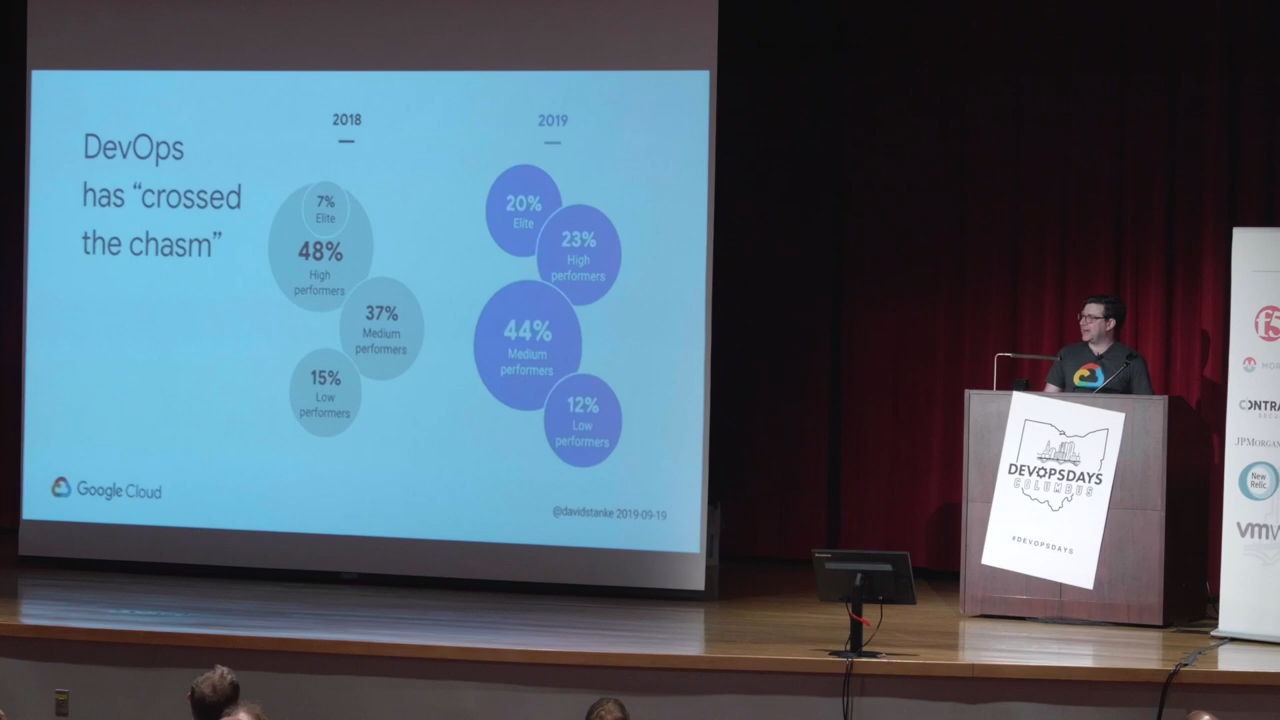 DevOps
has “crossed
the chasm”
2018
7%
Elite
48%
High
performers
37%
Medium
performers
15%
Low
performers
2019
20%
Elite
23%
High
performers
44%
Medium
performers
12%
Low
performers
Google Cloud
@davidstanke 2019-09-19
DEVOPSDAYS
COLUMBUS
#DEVOPSDAYS
f5
New
Relic